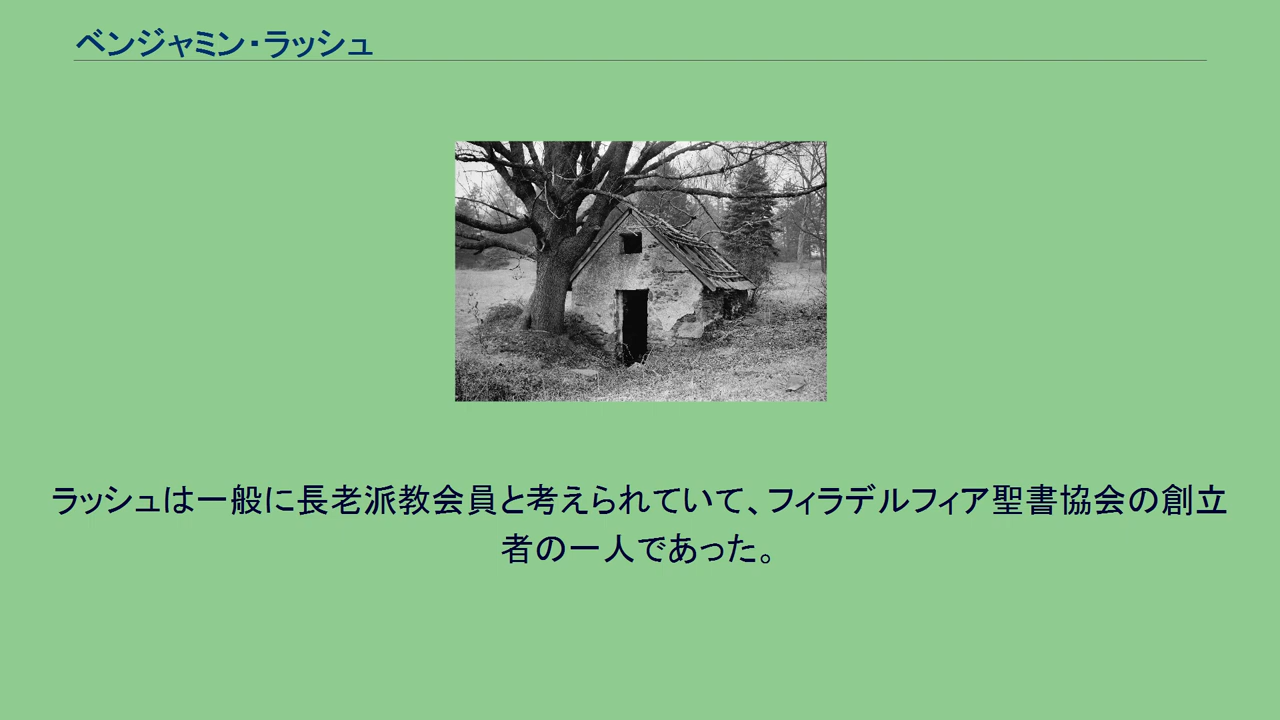 ベンジャミン・ラッシュ
ラッシュは一般に長老派教会員と考えられていて、フィラデルフィア聖書協会の創立
者の一人であった。